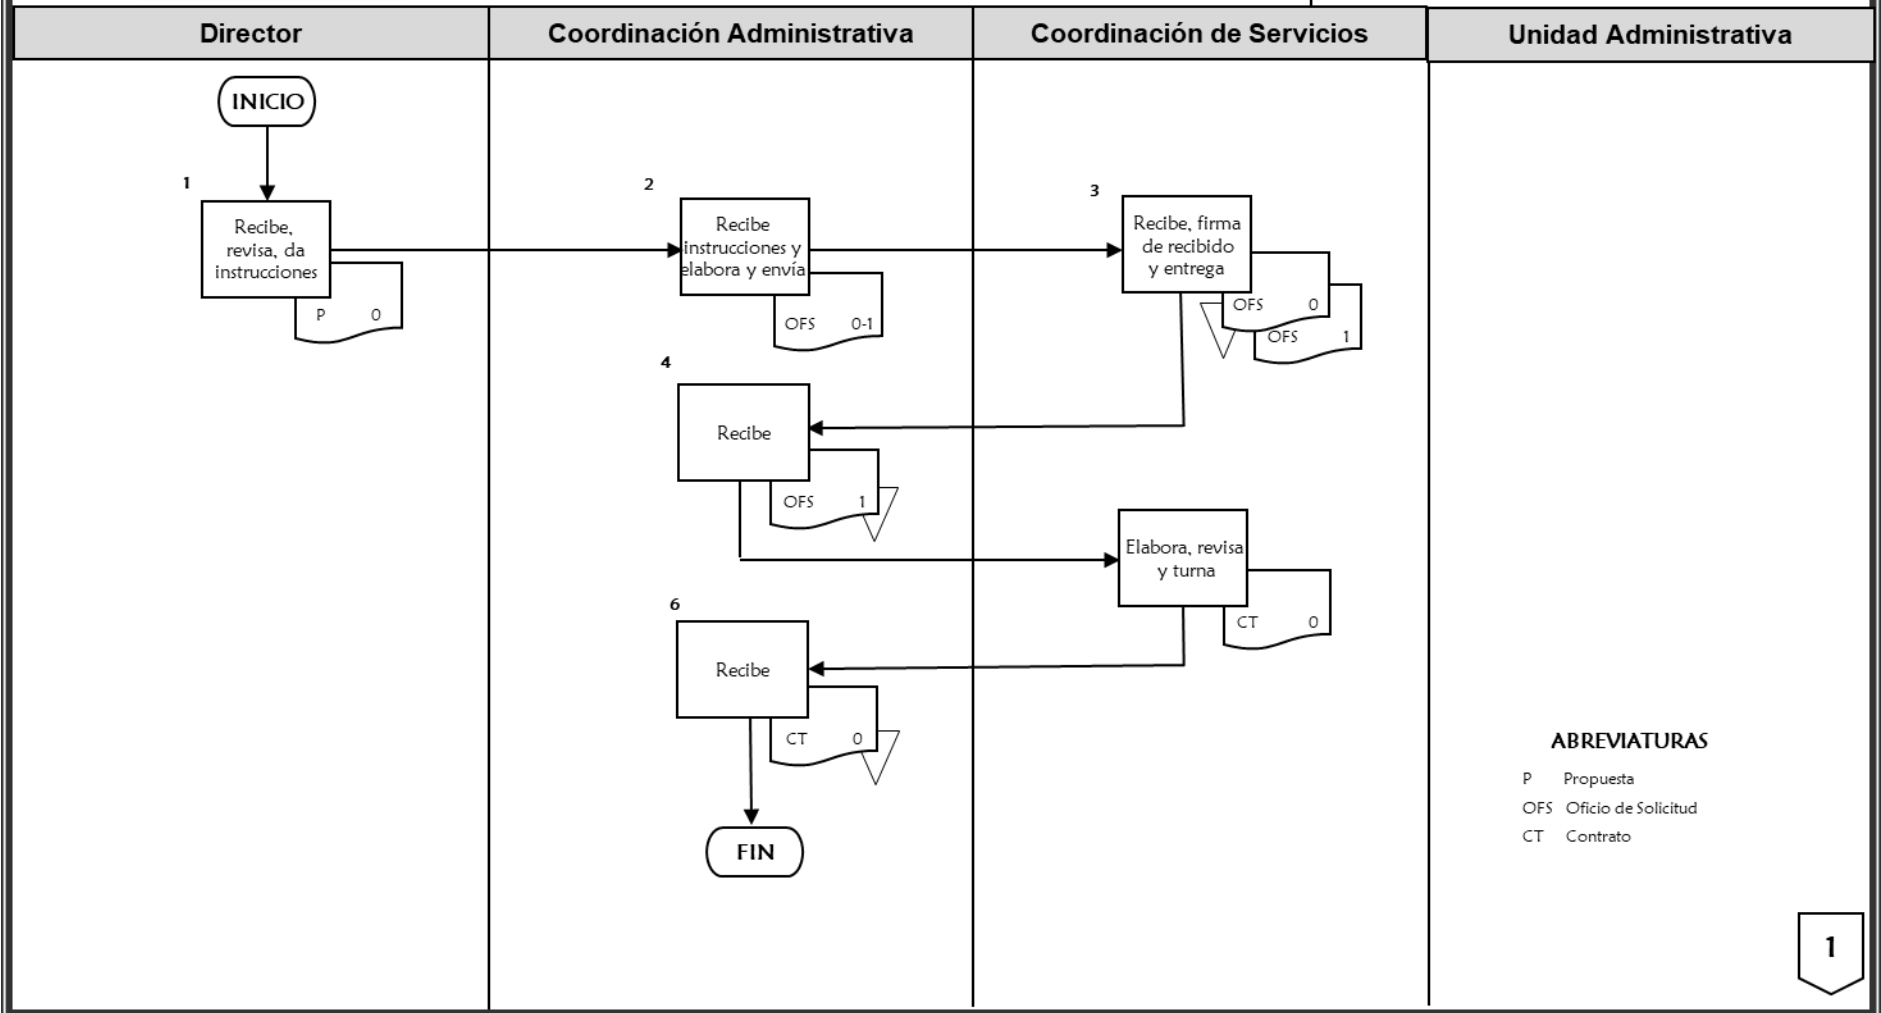 Director
Coordinación Administrativa
Coordinación de Servicios
Unidad Administrativa
INICIO
1
Recibe,
revisa, da
instrucciones
P 0
2
Recibe
instrucciones y
elabora y envía
OFS 0-1
3
Recibe, firma
de recibido
y entrega
OFS 0
OFS 1
4
Recibe
OFS 1
Elabora, revisa
y turna
CT 0
6
Recibe
CT 0
FIN
ABREVIATURAS
P Propuesta
OFS Oficio de Solicitud
CT Contrato
1